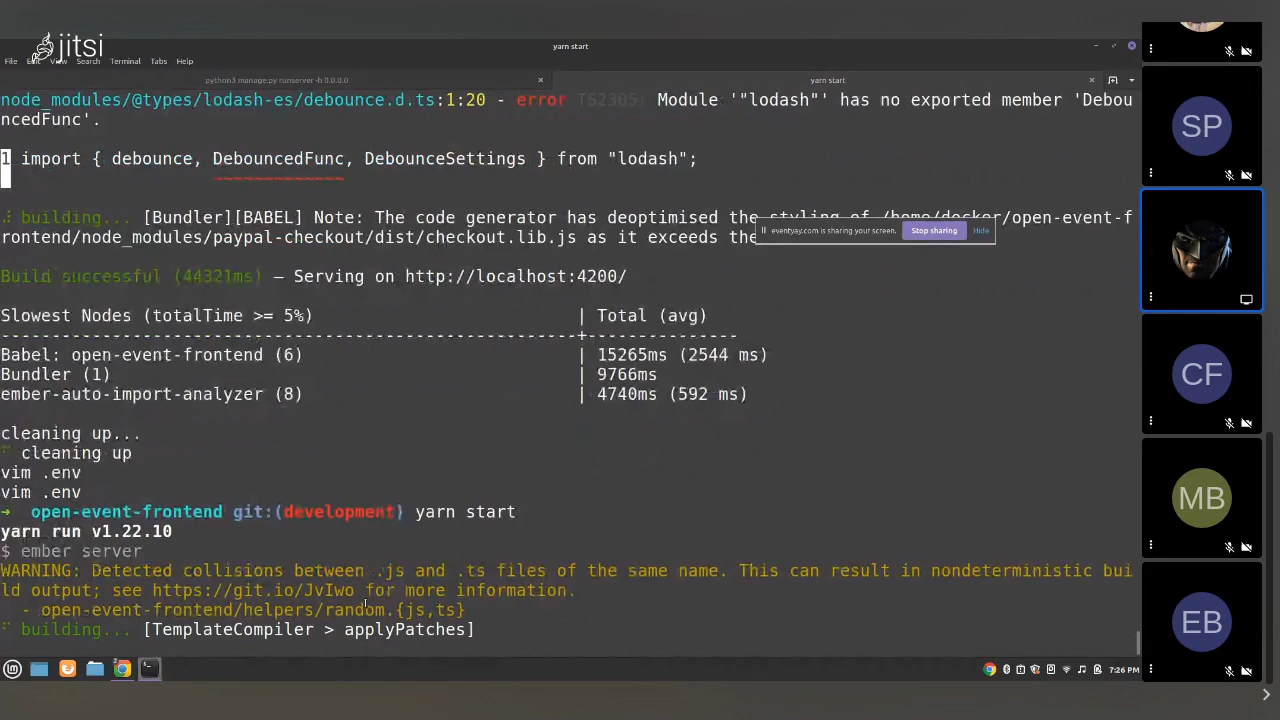 jitsi
yarn start
File Edit View Search Terminal Tabs Help
python3 manage.py runserver -h 0.0.0.0
yarn start
node_modules/@types/lodash-es/debounce.d.ts:1:20 - error TS2305: Module '"lodash"' has no exported member 'Debou
ncedFunc'.
1 import { debounce, DebouncedFunc, DebounceSettings } from "lodash";
building... [Bundler][BABEL] Note: The code generator has deoptimised the styling of /home/docker/open-event-f
rontend/node_modules/paypal-checkout/dist/checkout.lib.js as it exceeds the
eventyay.com is sharing your screen. Stop sharing Hide
Build successful (44321ms) – Serving on http://localhost:4200/
Slowest Nodes (totalTime >= 5%) | Total (avg)
----------------------------------------------------------+---------------
Babel: open-event-frontend (6) | 15265ms (2544 ms)
Bundler (1) | 9766ms
ember-auto-import-analyzer (8) | 4740ms (592 ms)
cleaning up...
cleaning up
vim .env
vim .env
→ open-event-frontend git:(development) yarn start
yarn run v1.22.10
$ ember server
WARNING: Detected collisions between .js and .ts files of the same name. This can result in nondeterministic bui
ld output; see https://git.io/JvIwo for more information.
- open-event-frontend/helpers/random.{js,ts}
building... [TemplateCompiler > applyPatches]
7:26 PM
SP
CF
MB
EB